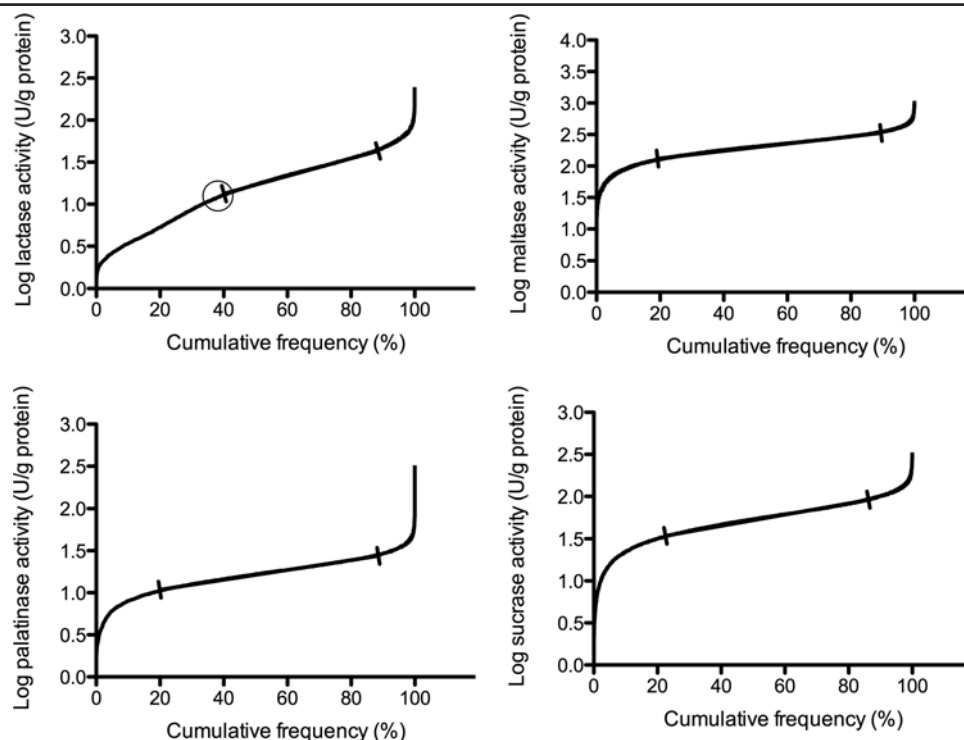 Log lactase activity (U/g protein)
3.0
2.5
2.0
1.5
1.0
0.5
0.0
0 20 40 60 80 100
Cumulative frequency (%)
Log maltase activity (U/g protein)
4.0
3.5
3.0
2.5
2.0
1.5
1.0
0.5
0.0
0 20 40 60 80 100
Cumulative frequency (%)
Log palatinase activity (U/g protein)
3.0
2.5
2.0
1.5
1.0
0.5
0.0
0 20 40 60 80 100
Cumulative frequency (%)
Log sucrase activity (U/g protein)
3.0
2.5
2.0
1.5
1.0
0.5
0.0
0 20 40 60 80 100
Cumulative frequency (%)